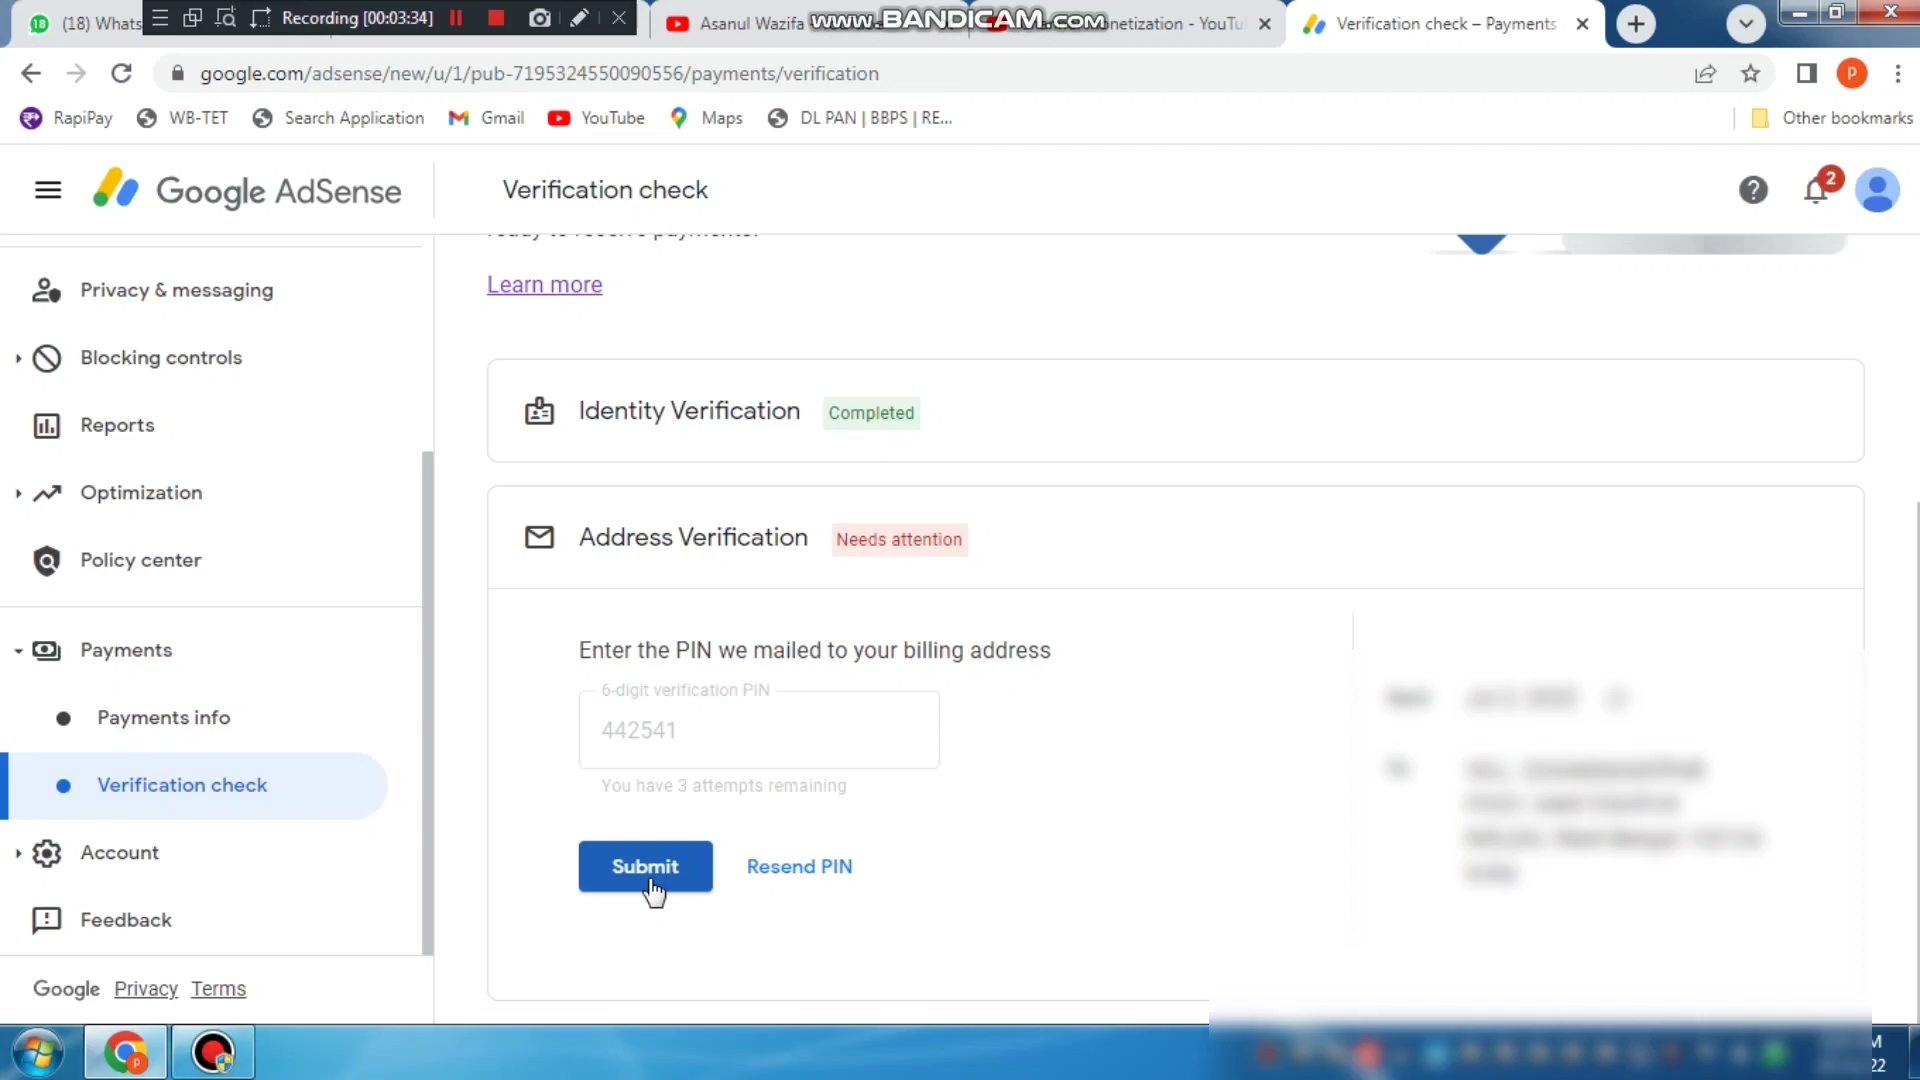 (18) Whats
Recording [00:03:34]
Asanul Wazifa
www.BANDICAM.com
netization - YouTu
Verification check – Payments
google.com/adsense/new/u/1/pub-7195324550090556/payments/verification
P
RapiPay
WB-TET
Search Application
Gmail
YouTube
Maps
DL PAN | BBPS | RE...
Other bookmarks
Google AdSense
Verification check
2
Learn more
Privacy & messaging
Blocking controls
Reports
Optimization
Policy center
Payments
Payments info
Verification check
Account
Feedback
Google Privacy Terms
Identity Verification Completed
Address Verification Needs attention
Enter the PIN we mailed to your billing address
6-digit verification PIN
442541
You have 3 attempts remaining
Submit
Resend PIN